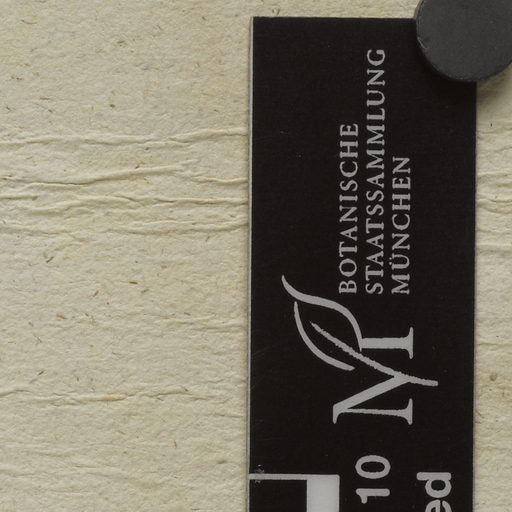 BOTANISCHE
STAATSSAMMLUNG
MÜNCHEN
M
10